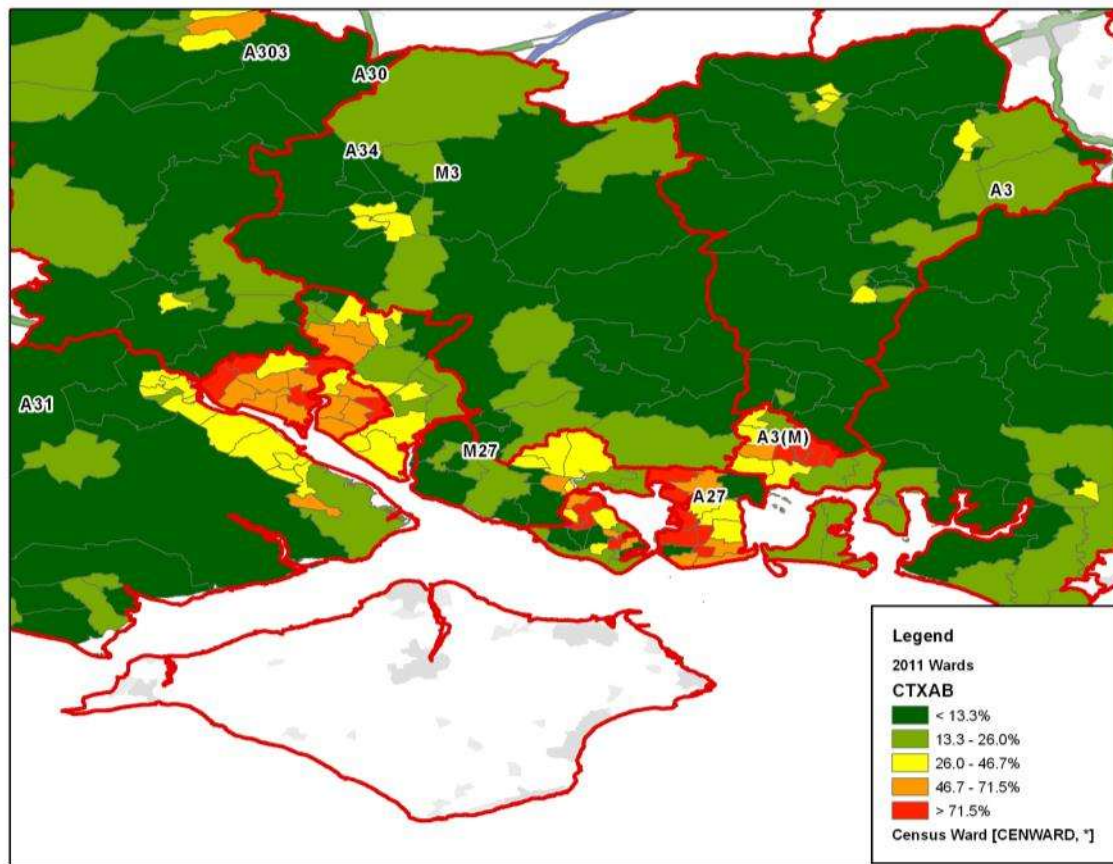 A303
A30
A34
M3
A3
A31
M27
A3(M)
A27
Legend
2011 Wards
CTXAB
< 13.3%
13.3 - 26.0%
26.0 - 46.7%
46.7 - 71.5%
> 71.5%
Census Ward [CENWARD, *]